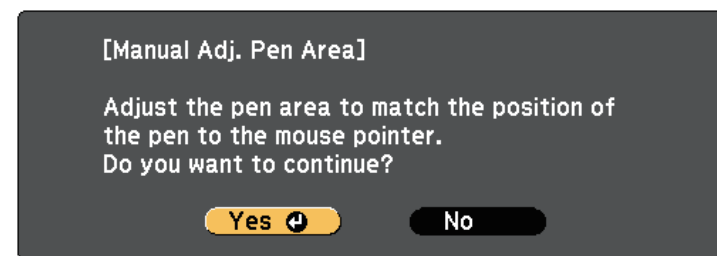 [Manual Adj. Pen Area]
Adjust the pen area to match the position of
the pen to the mouse pointer.
Do you want to continue?
Yes No